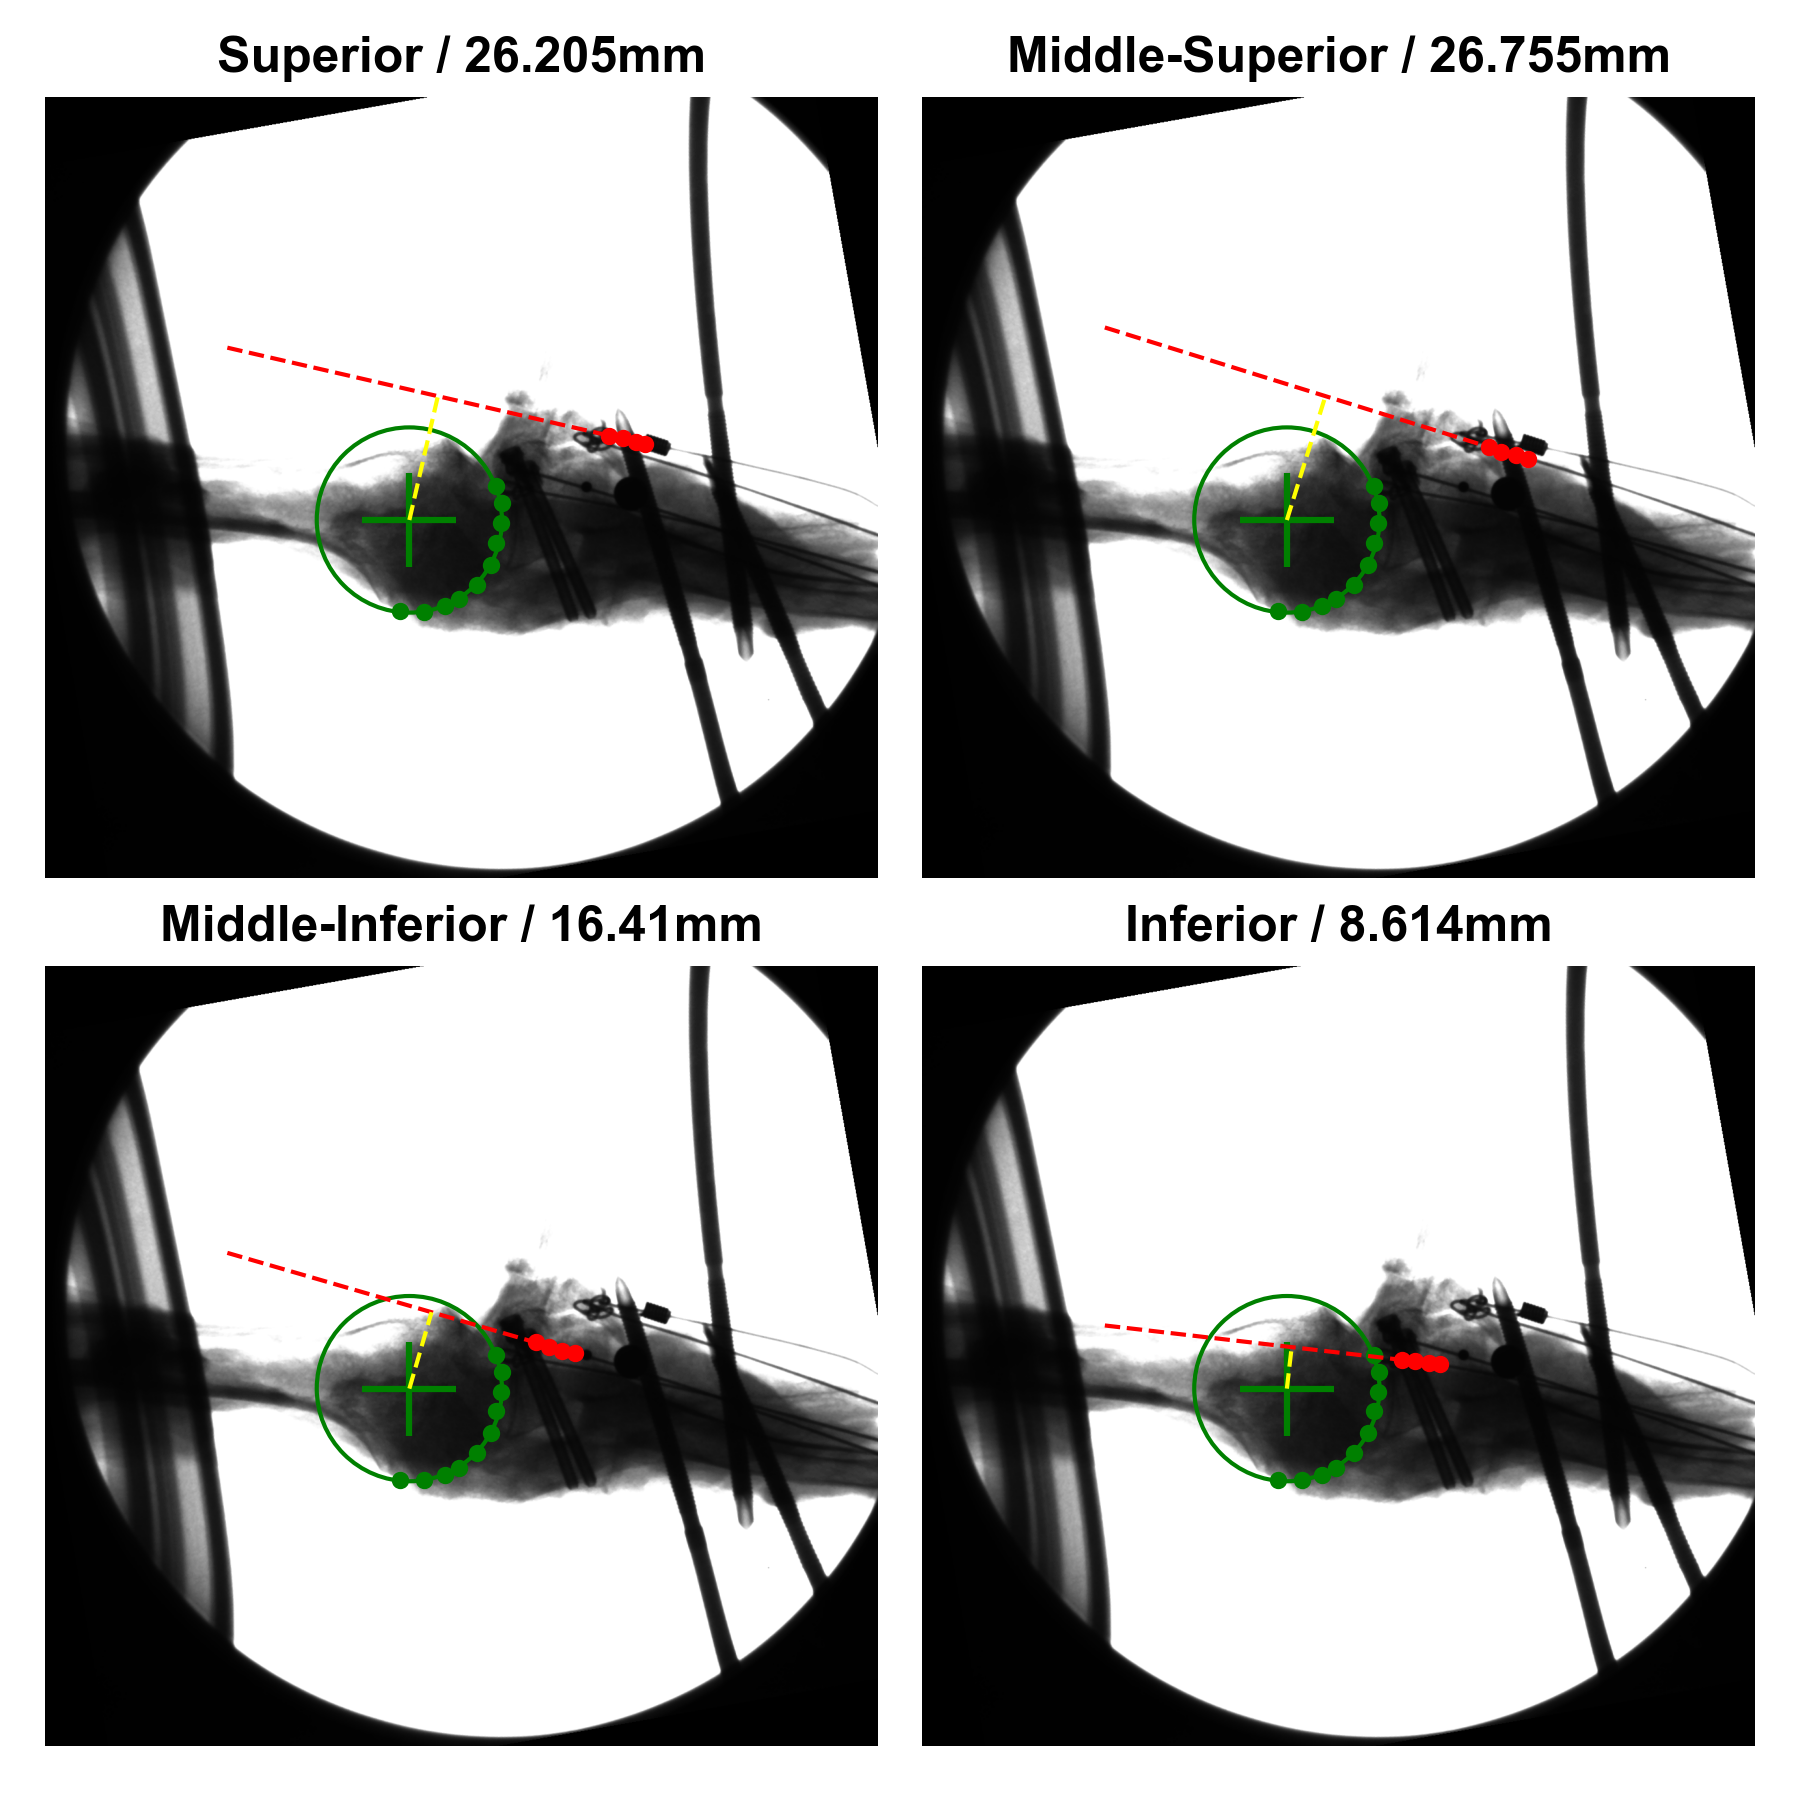 Superior / 26.205mm
Middle-Superior / 26.755mm
Middle-Inferior / 16.41mm
Inferior / 8.614mm